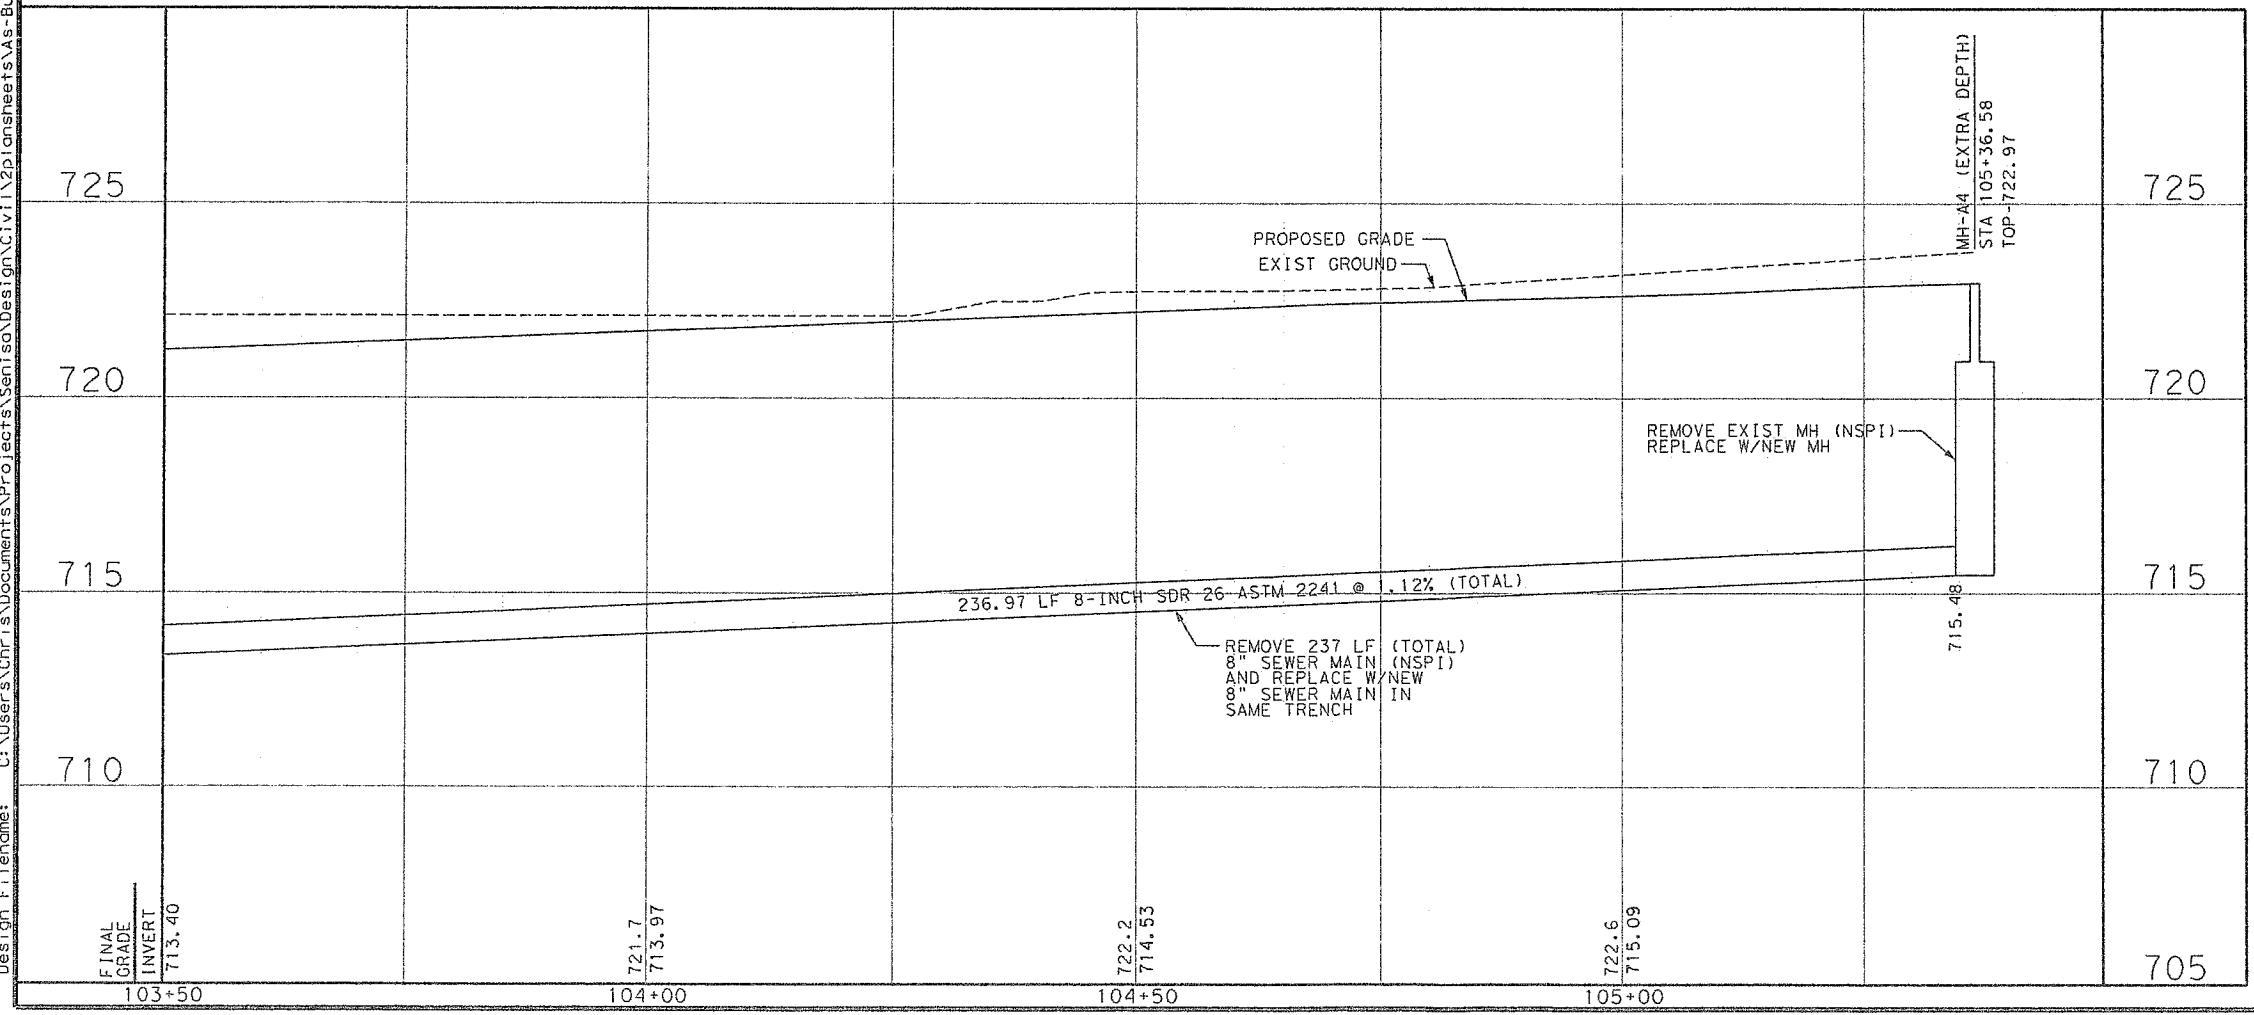 Design Filename: C:\Users\Chris\Documents\Projects\Senisa\Design\Civil\2plansheets\As-Bu
MH-A4 (EXTRA DEPTH)
STA 105+36.58
TOP-722.97
725
725
PROPOSED GRADE
EXIST GROUND
720
720
REMOVE EXIST MH (NSPI)
REPLACE W/NEW MH
715
715
236.97 LF 8-INCH SDR 26 ASTM 2241 @ 1.12% (TOTAL)
715.48
REMOVE 237 LF (TOTAL)
8" SEWER MAIN (NSPI)
AND REPLACE W/NEW
8" SEWER MAIN IN
SAME TRENCH
710
710
FINAL
GRADE
INVERT
713.40
721.7
713.97
722.2
714.53
722.6
715.09
705
103+50
104+00
104+50
105+00